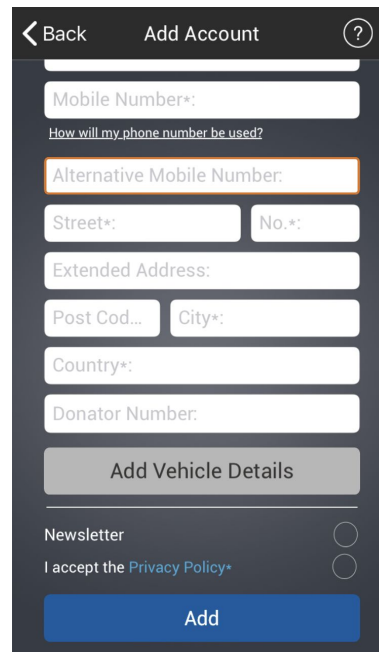 Back Add Account ?
Mobile Number*:
How will my phone number be used?
Alternative Mobile Number:
Street*: No.*:
Extended Address:
Post Cod... City*:
Country*:
Donator Number:
Add Vehicle Details
Newsletter
I accept the Privacy Policy*
Add